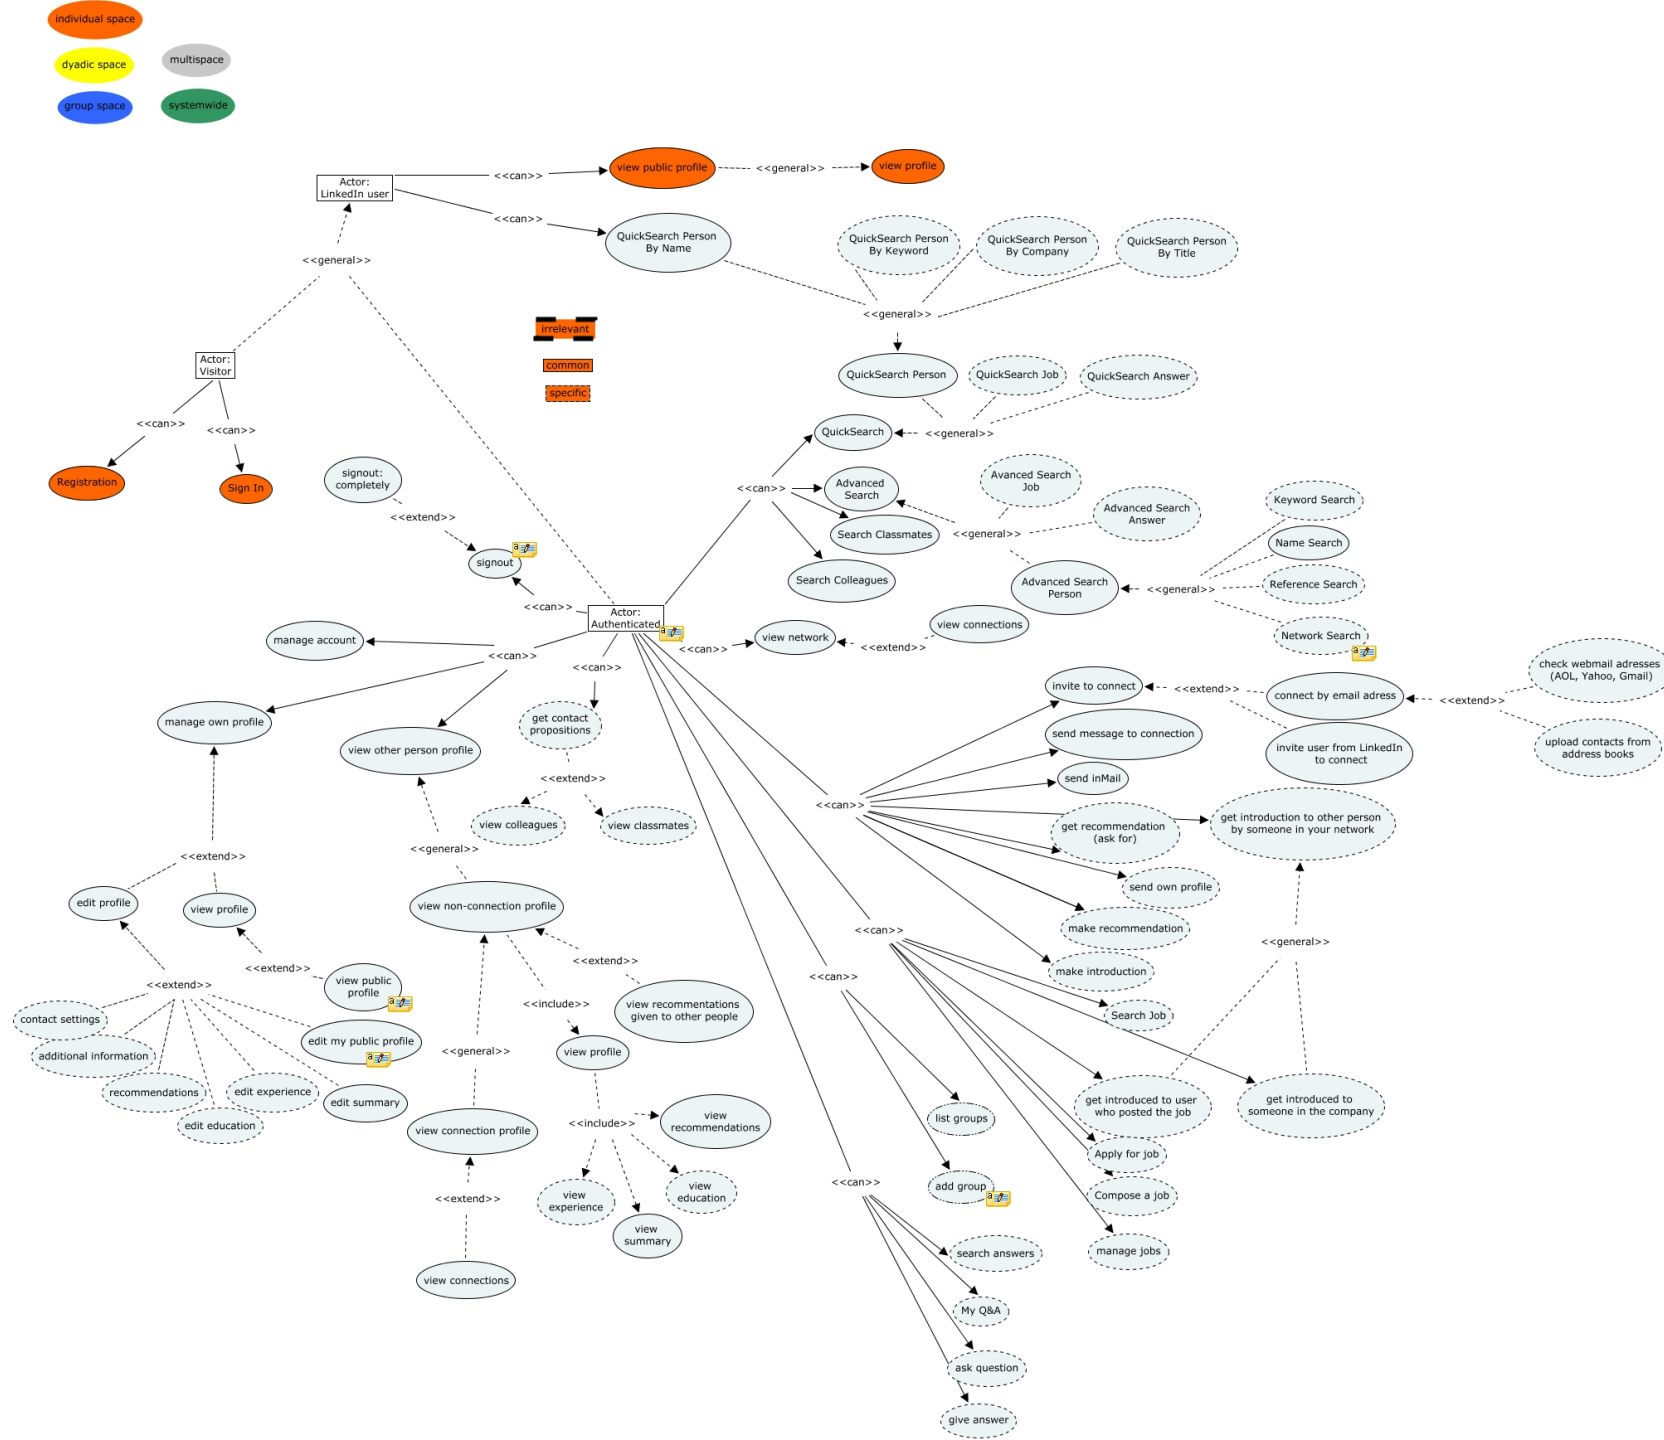 individual space
dyadic space
multispace
group space
systemwide
Actor:
LinkedIn user
<<can>>
view public profile
<<general>>
view profile
<<can>>
QuickSearch Person
By Name
QuickSearch Person
By Keyword
QuickSearch Person
By Company
QuickSearch Person
By Title
<<general>>
<<general>>
irrelevant
common
specific
Actor:
Visitor
<<can>>
<<can>>
Registration
Sign In
QuickSearch Person
QuickSearch Job
QuickSearch Answer
QuickSearch
<<general>>
signout:
completely
<<extend>>
signout
a
<<can>>
<<can>>
Advanced
Search
Search Classmates
Search Colleagues
Avanced Search
Job
Advanced Search
Answer
<<general>>
Advanced Search
Person
<<general>>
Keyword Search
Name Search
Reference Search
Network Search
a
Actor:
Authenticated
a
<<can>>
view network
<<extend>>
view connections
manage account
<<can>>
<<can>>
manage own profile
view other person profile
get contact
propositions
<<extend>>
view colleagues
view classmates
invite to connect
<<extend>>
connect by email adress
<<extend>>
check webmail adresses
(AOL, Yahoo, Gmail)
upload contacts from
address books
invite user from LinkedIn
to connect
send message to connection
send inMail
<<can>>
get recommendation
(ask for)
get introduction to other person
by someone in your network
send own profile
make recommendation
make introduction
<<general>>
<<extend>>
edit profile
view profile
<<extend>>
view public
profile
a
<<extend>>
contact settings
additional information
recommendations
edit education
edit experience
edit summary
edit my public profile
a
<<general>>
view non-connection profile
<<extend>>
<<include>>
view recommentations
given to other people
view profile
<<general>>
<<include>>
view
recommendations
view
experience
view
summary
view
education
view connection profile
<<extend>>
view connections
<<can>>
<<can>>
Search Job
get introduced to user
who posted the job
get introduced to
someone in the company
Apply for job
Compose a job
manage jobs
list groups
add group
a
<<can>>
search answers
My Q&A
ask question
give answer